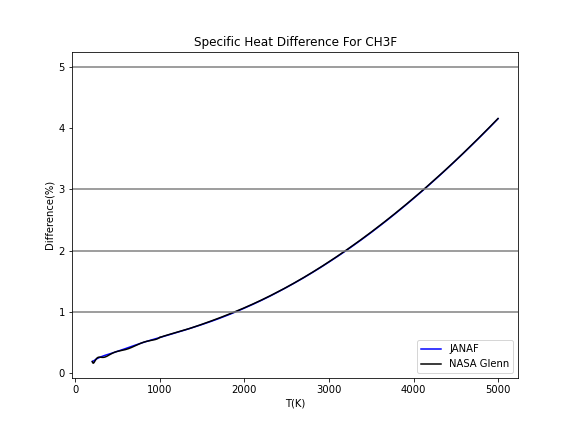 Specific Heat Difference For CH3F
5
4
3
2
1
0
Difference(%)
0 1000 2000 3000 4000 5000
T(K)
JANAF
NASA Glenn